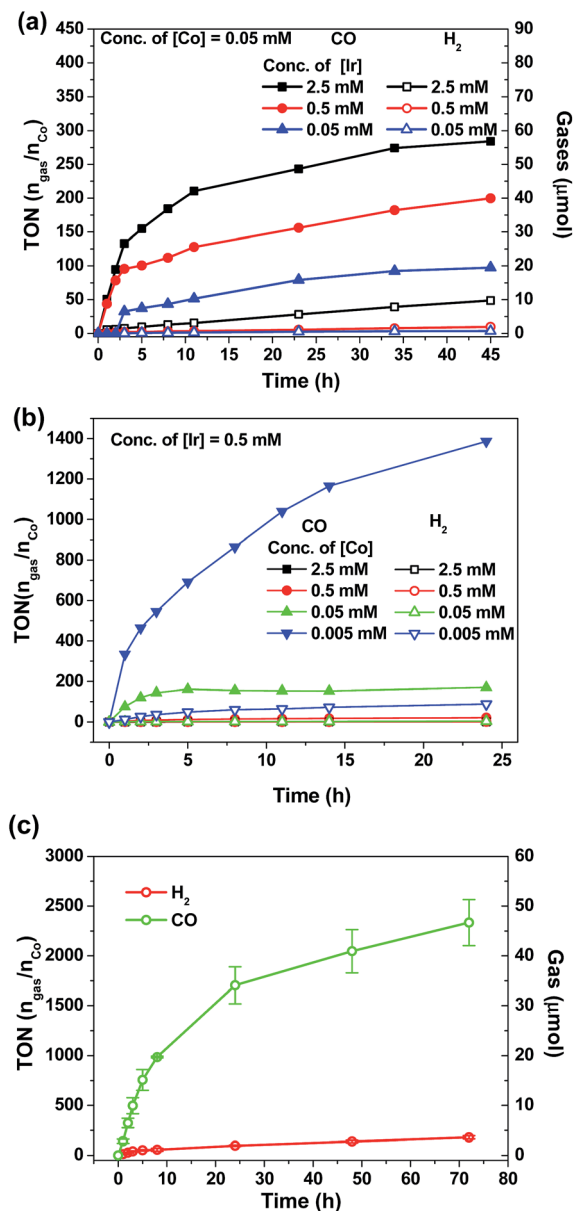 (a)
Conc. of [Co] = 0.05 mM CO H2
Conc. of [Ir]
2.5 mM 2.5 mM
0.5 mM 0.5 mM
0.05 mM 0.05 mM
450
400
350
300
250
200
150
100
50
0
TON (ngas/nCo)
90
80
70
60
50
40
30
20
10
0
Gases (μmol)
0 5 10 15 20 25 30 35 40 45
Time (h)
(b)
Conc. of [Ir] = 0.5 mM
CO H2
Conc. of [Co]
2.5 mM 2.5 mM
0.5 mM 0.5 mM
0.05 mM 0.05 mM
0.005 mM 0.005 mM
1400
1200
1000
800
600
400
200
0
TON(ngas/nCo)
0 5 10 15 20 25
Time (h)
(c)
H2
CO
3000
2500
2000
1500
1000
500
0
TON (ngas/nCo)
60
50
40
30
20
10
0
Gas (μmol)
0 10 20 30 40 50 60 70 80
Time (h)